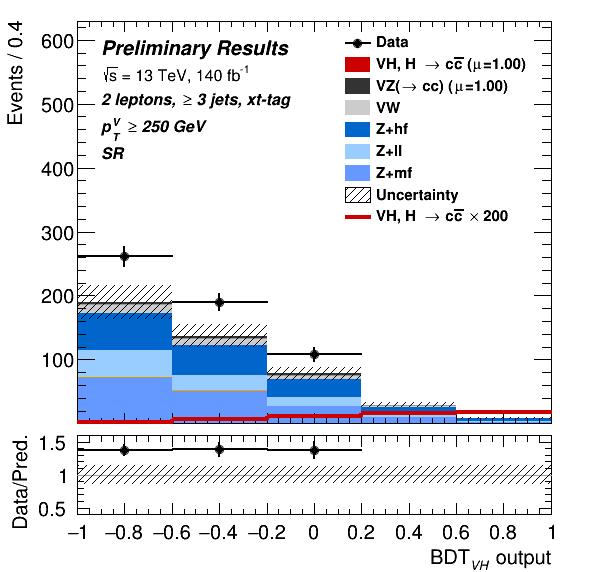 Events / 0.4
600
500
400
300
200
100
Preliminary Results
√s = 13 TeV, 140 fb⁻¹
2 leptons, ≥ 3 jets, xt-tag
p_T^V ≥ 250 GeV
SR
Data
VH, H → cc̅ (μ=1.00)
VZ(→ cc) (μ=1.00)
VW
Z+hf
Z+ll
Z+mf
Uncertainty
VH, H → cc̅ × 200
Data/Pred.
1.5
1
0.5
−1 −0.8 −0.6 −0.4 −0.2 0 0.2 0.4 0.6 0.8 1
BDT_VH output